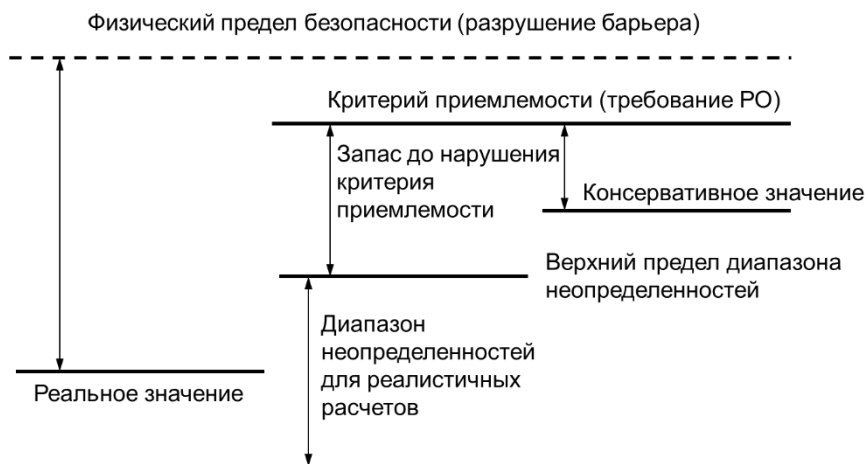 Физический предел безопасности (разрушение барьера)
Критерий приемлемости (требование РО)
Запас до нарушения
критерия
приемлемости
Консервативное значение
Верхний предел диапазона
неопределенностей
Диапазон
неопределенностей
для реалистичных
расчетов
Реальное значение